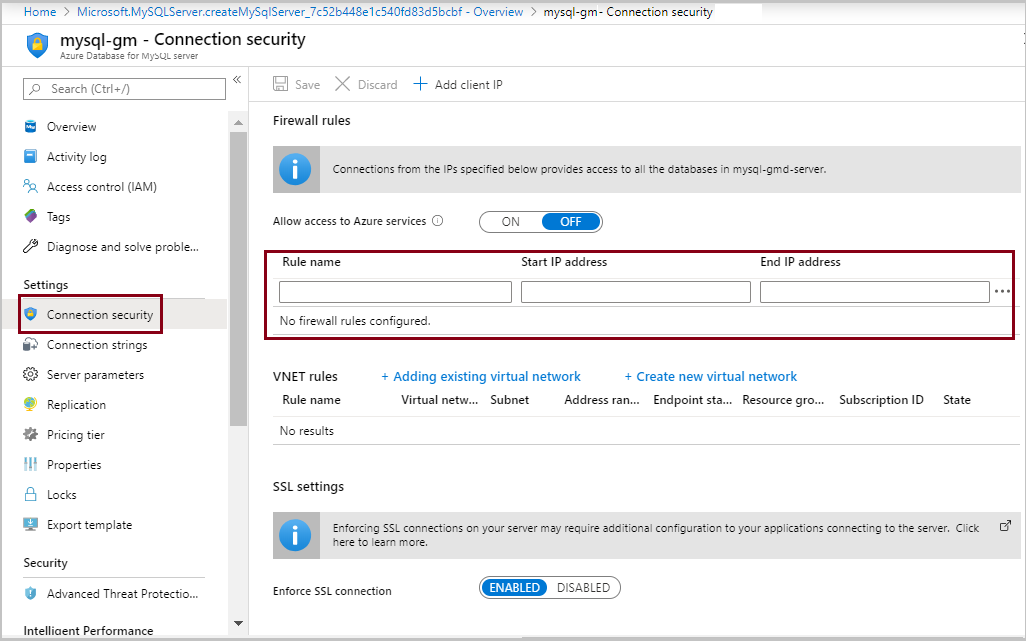 Home > Microsoft.MySQLServer.createMySqlServer_7c52b448e1c540fd83d5bcbf - Overview > mysql-gm- Connection security
mysql-gm - Connection security
Azure Database for MySQL server
Search (Ctrl+/)
«
Save
Discard
Add client IP
Overview
Activity log
Access control (IAM)
Tags
Diagnose and solve proble...
Settings
Connection security
Connection strings
Server parameters
Replication
Pricing tier
Properties
Locks
Export template
Security
Advanced Threat Protectio...
Intelligent Performance
Firewall rules
Connections from the IPs specified below provides access to all the databases in mysql-gmd-server.
Allow access to Azure services
ON OFF
Rule name Start IP address End IP address
...
No firewall rules configured.
VNET rules + Adding existing virtual network + Create new virtual network
Rule name Virtual netw... Subnet Address ran... Endpoint sta... Resource gro... Subscription ID State
No results
SSL settings
Enforcing SSL connections on your server may require additional configuration to your applications connecting to the server. Click
here to learn more.
Enforce SSL connection ENABLED DISABLED